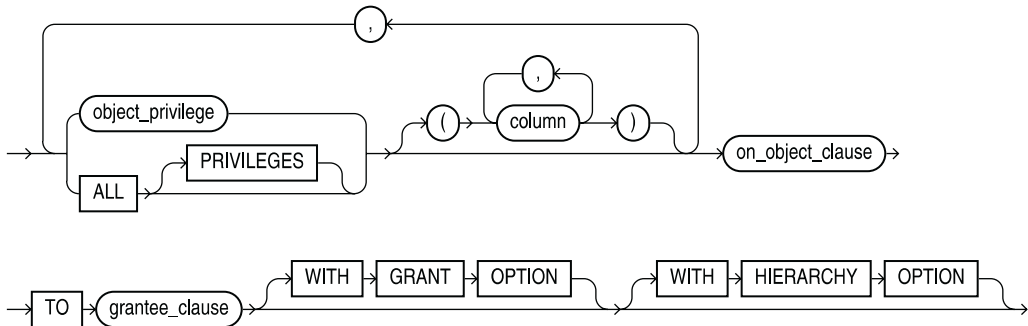 ,
,
object_privilege
( column )
PRIVILEGES
on_object_clause
ALL
WITH GRANT OPTION WITH HIERARCHY OPTION
TO grantee_clause